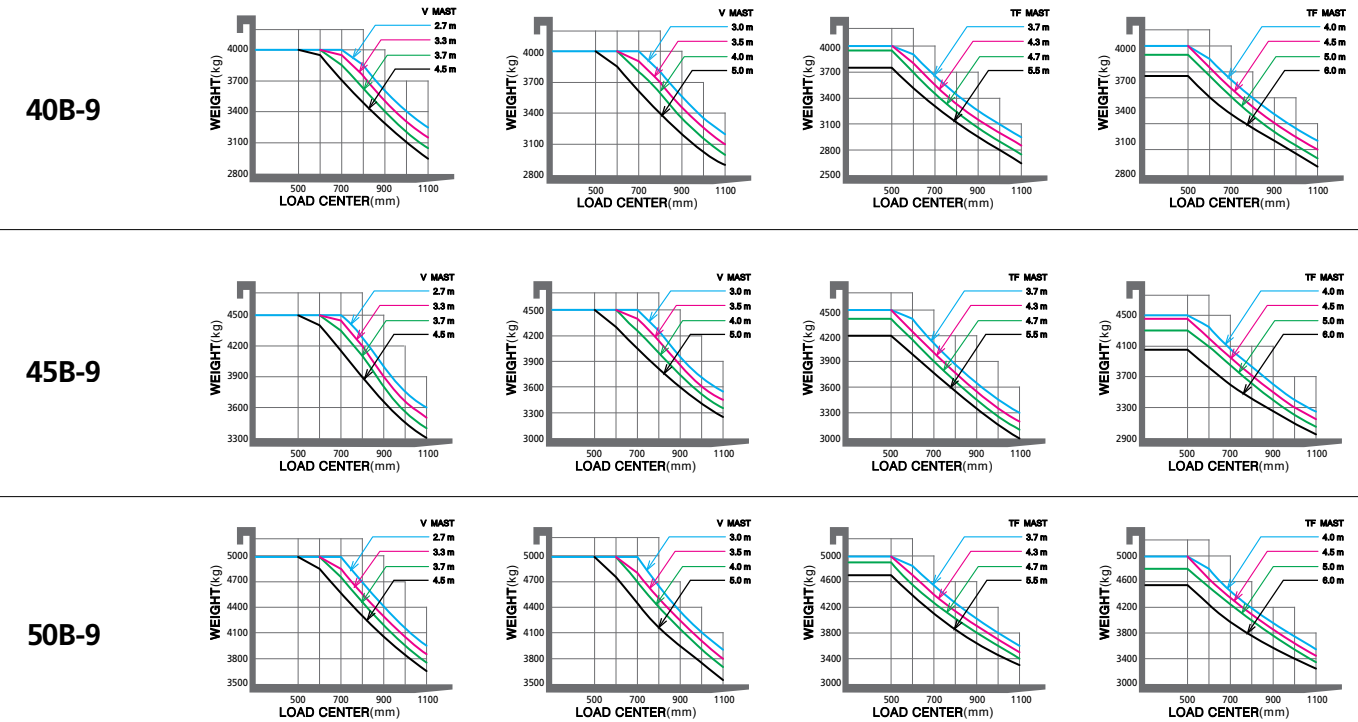 40B-9
V MAST
2.7 m
3.3 m
3.7 m
4.5 m
WEIGHT(kg)
4000
3700
3400
3100
2800
500 700 900 1100
LOAD CENTER(mm)
V MAST
3.0 m
3.5 m
4.0 m
5.0 m
WEIGHT(kg)
4000
3700
3400
3100
2800
500 700 900 1100
LOAD CENTER(mm)
TF MAST
3.7 m
4.3 m
4.7 m
5.5 m
WEIGHT(kg)
4000
3700
3400
3100
2800
2500
500 700 900 1100
LOAD CENTER(mm)
TF MAST
4.0 m
4.5 m
5.0 m
6.0 m
WEIGHT(kg)
4000
3700
3400
3100
2800
500 700 900 1100
LOAD CENTER(mm)
45B-9
V MAST
2.7 m
3.3 m
3.7 m
4.5 m
WEIGHT(kg)
4500
4200
3900
3600
3300
500 700 900 1100
LOAD CENTER(mm)
V MAST
3.0 m
3.5 m
4.0 m
5.0 m
WEIGHT(kg)
4500
4200
3900
3600
3300
3000
500 700 900 1100
LOAD CENTER(mm)
TF MAST
3.7 m
4.3 m
4.7 m
5.5 m
WEIGHT(kg)
4500
4200
3900
3600
3300
3000
500 700 900 1100
LOAD CENTER(mm)
TF MAST
4.0 m
4.5 m
5.0 m
6.0 m
WEIGHT(kg)
4500
4100
3700
3300
2900
500 700 900 1100
LOAD CENTER(mm)
50B-9
V MAST
2.7 m
3.3 m
3.7 m
4.5 m
WEIGHT(kg)
5000
4700
4400
4100
3800
3500
500 700 900 1100
LOAD CENTER(mm)
V MAST
3.0 m
3.5 m
4.0 m
5.0 m
WEIGHT(kg)
5000
4700
4400
4100
3800
3500
500 700 900 1100
LOAD CENTER(mm)
TF MAST
3.7 m
4.3 m
4.7 m
5.5 m
WEIGHT(kg)
5000
4600
4200
3800
3400
3000
500 700 900 1100
LOAD CENTER(mm)
TF MAST
4.0 m
4.5 m
5.0 m
6.0 m
WEIGHT(kg)
5000
4600
4200
3800
3400
3000
500 700 900 1100
LOAD CENTER(mm)